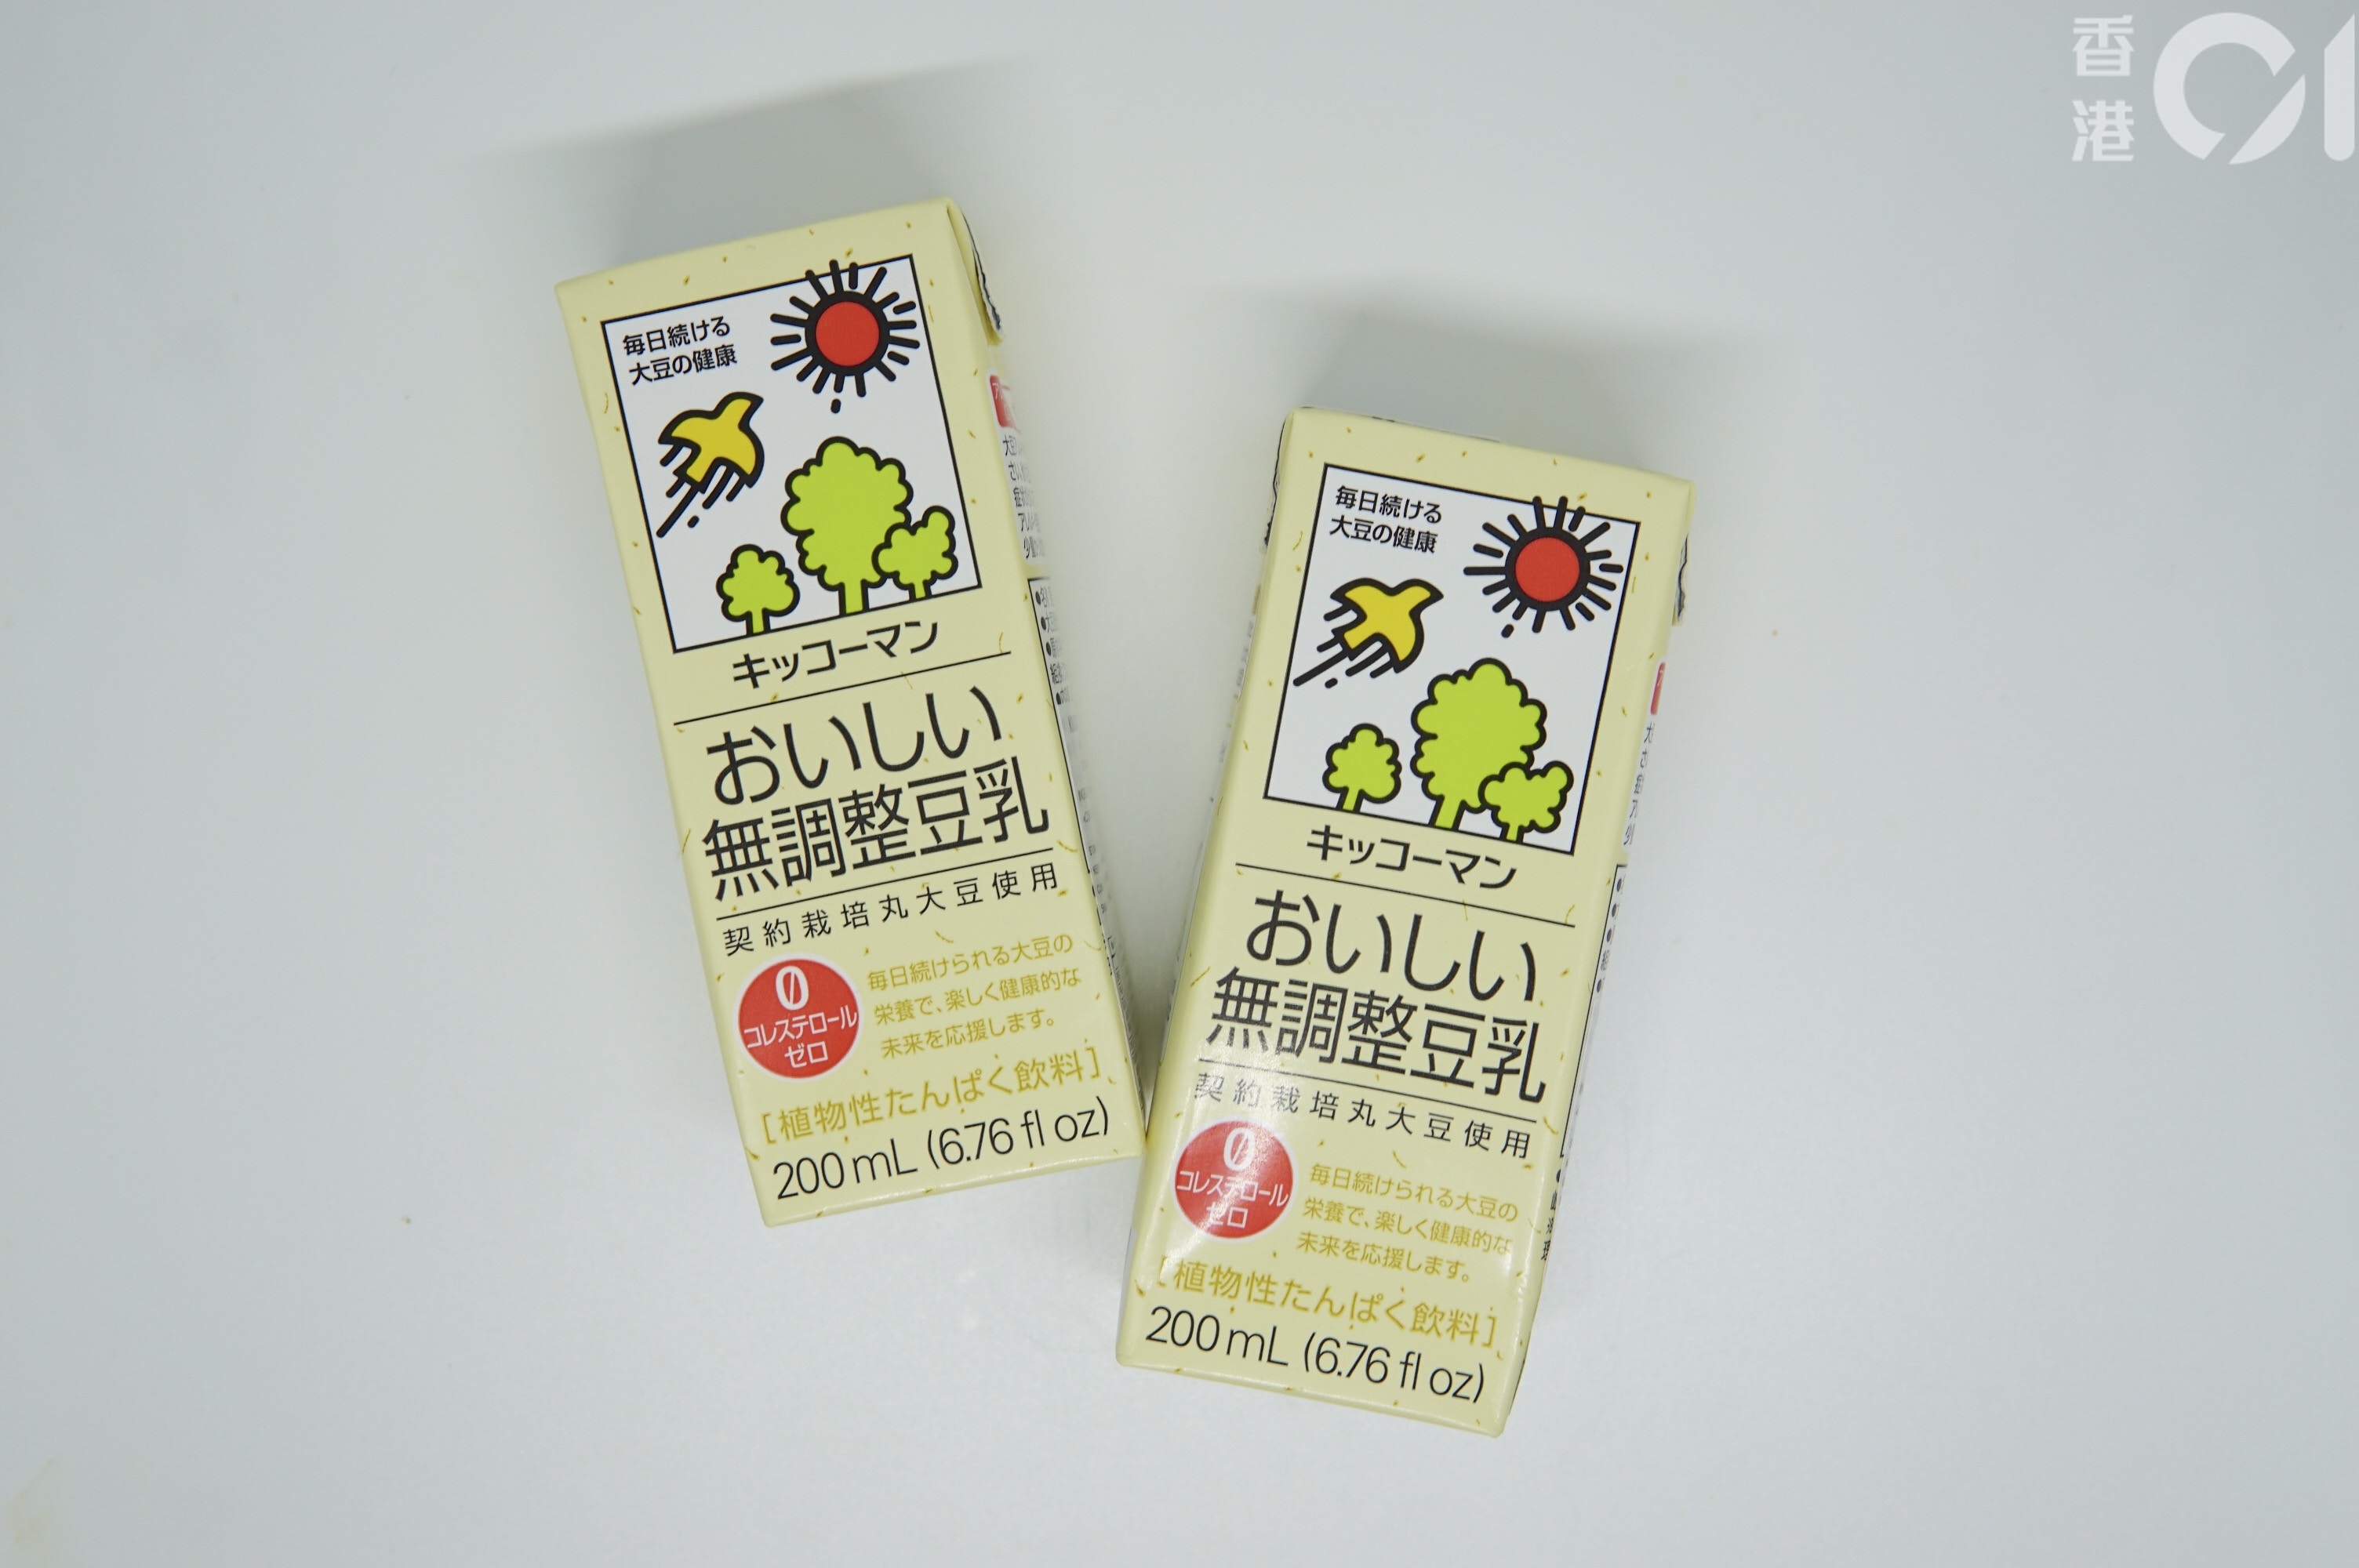 香港01
毎日続ける
大豆の健康
キッコーマン
おいしい
無調整豆乳
契約栽培丸大豆使用
0
コレステロール
ゼロ
毎日続けられる大豆の
栄養で、楽しく健康的な
未来を応援します。
[植物性たんぱく飲料]
200mL (6.76 fl oz)
毎日続ける
大豆の健康
キッコーマン
おいしい
無調整豆乳
契約栽培丸大豆使用
0
コレステロール
ゼロ
毎日続けられる大豆の
栄養で、楽しく健康的な
未来を応援します。
[植物性たんぱく飲料]
200mL (6.76 fl oz)